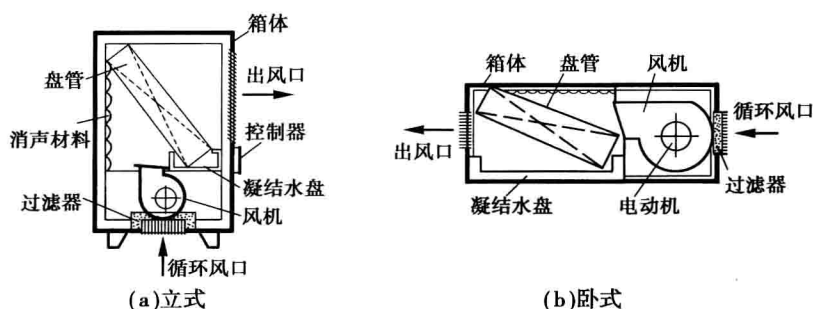 箱体
盘管
出风口
消声材料
控制器
凝结水盘
过滤器
风机
循环风口
(a)立式
箱体
盘管
风机
循环风口
出风口
过滤器
凝结水盘
电动机
(b)卧式